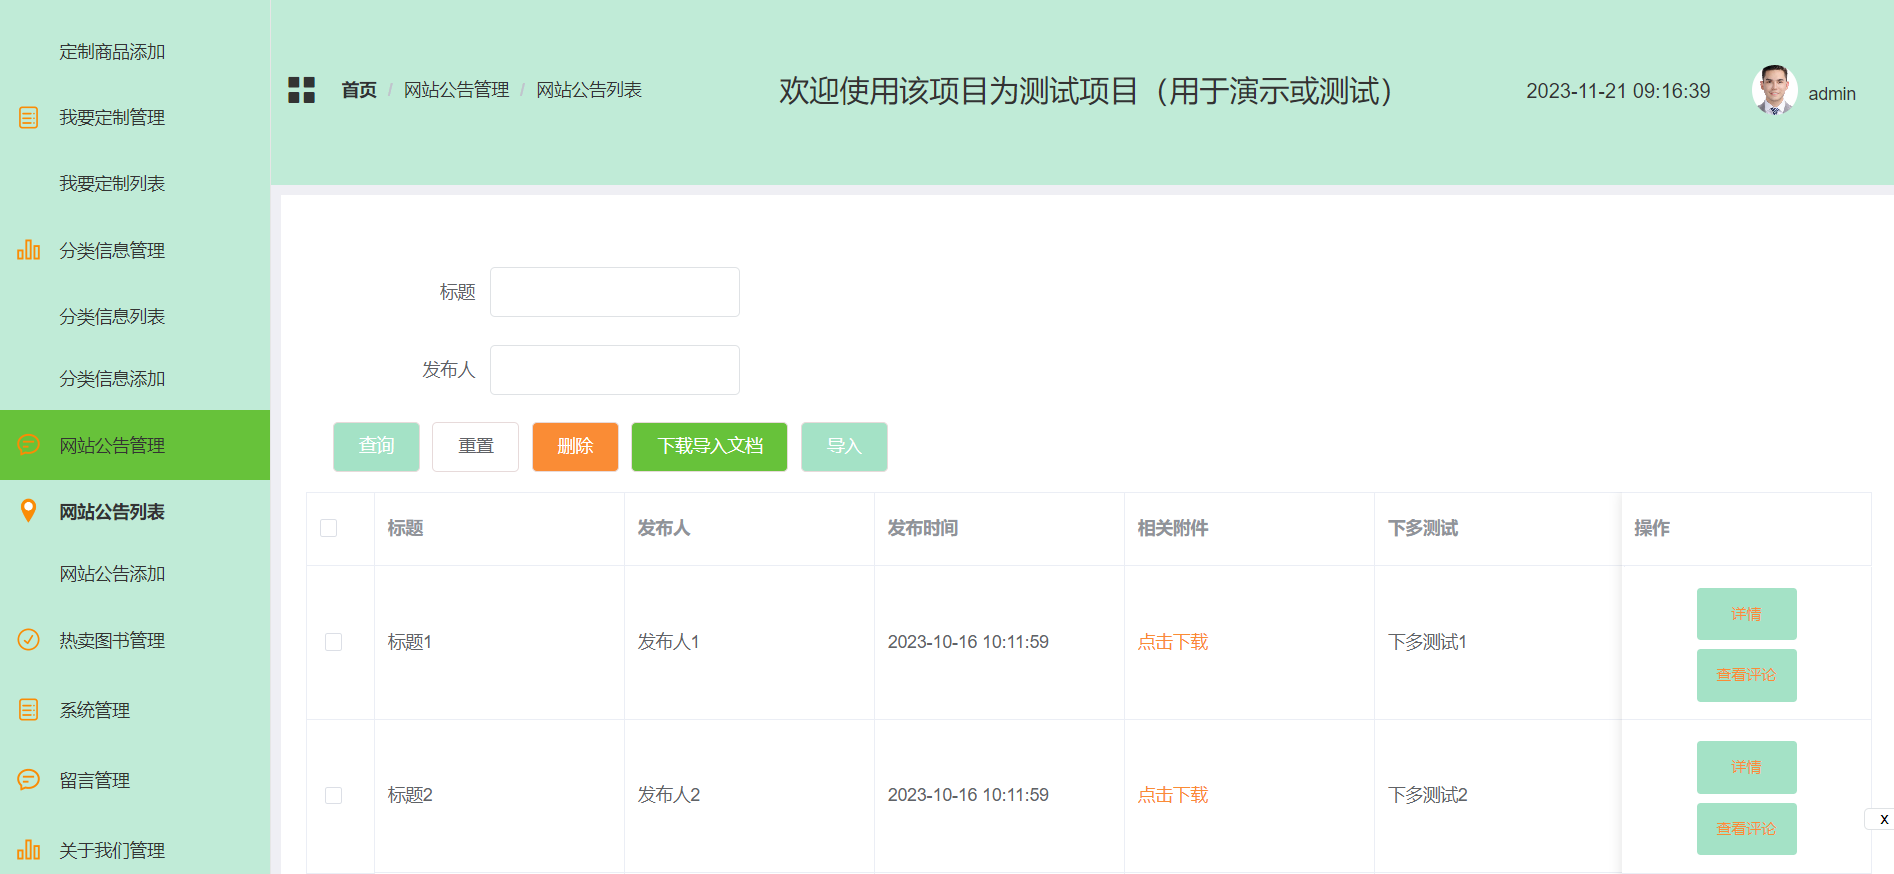 定制商品添加
我要定制管理
我要定制列表
分类信息管理
分类信息列表
分类信息添加
网站公告管理
网站公告列表
网站公告添加
热卖图书管理
系统管理
留言管理
关于我们管理
首页 / 网站公告管理 / 网站公告列表
欢迎使用该项目为测试项目（用于演示或测试）
2023-11-21 09:16:39
admin
标题
发布人
查询 重置 删除 下载导入文档 导入
标题 发布人 发布时间 相关附件 下多测试 操作
标题1 发布人1 2023-10-16 10:11:59 点击下载 下多测试1 详情
查看评论
标题2 发布人2 2023-10-16 10:11:59 点击下载 下多测试2 详情
查看评论
x